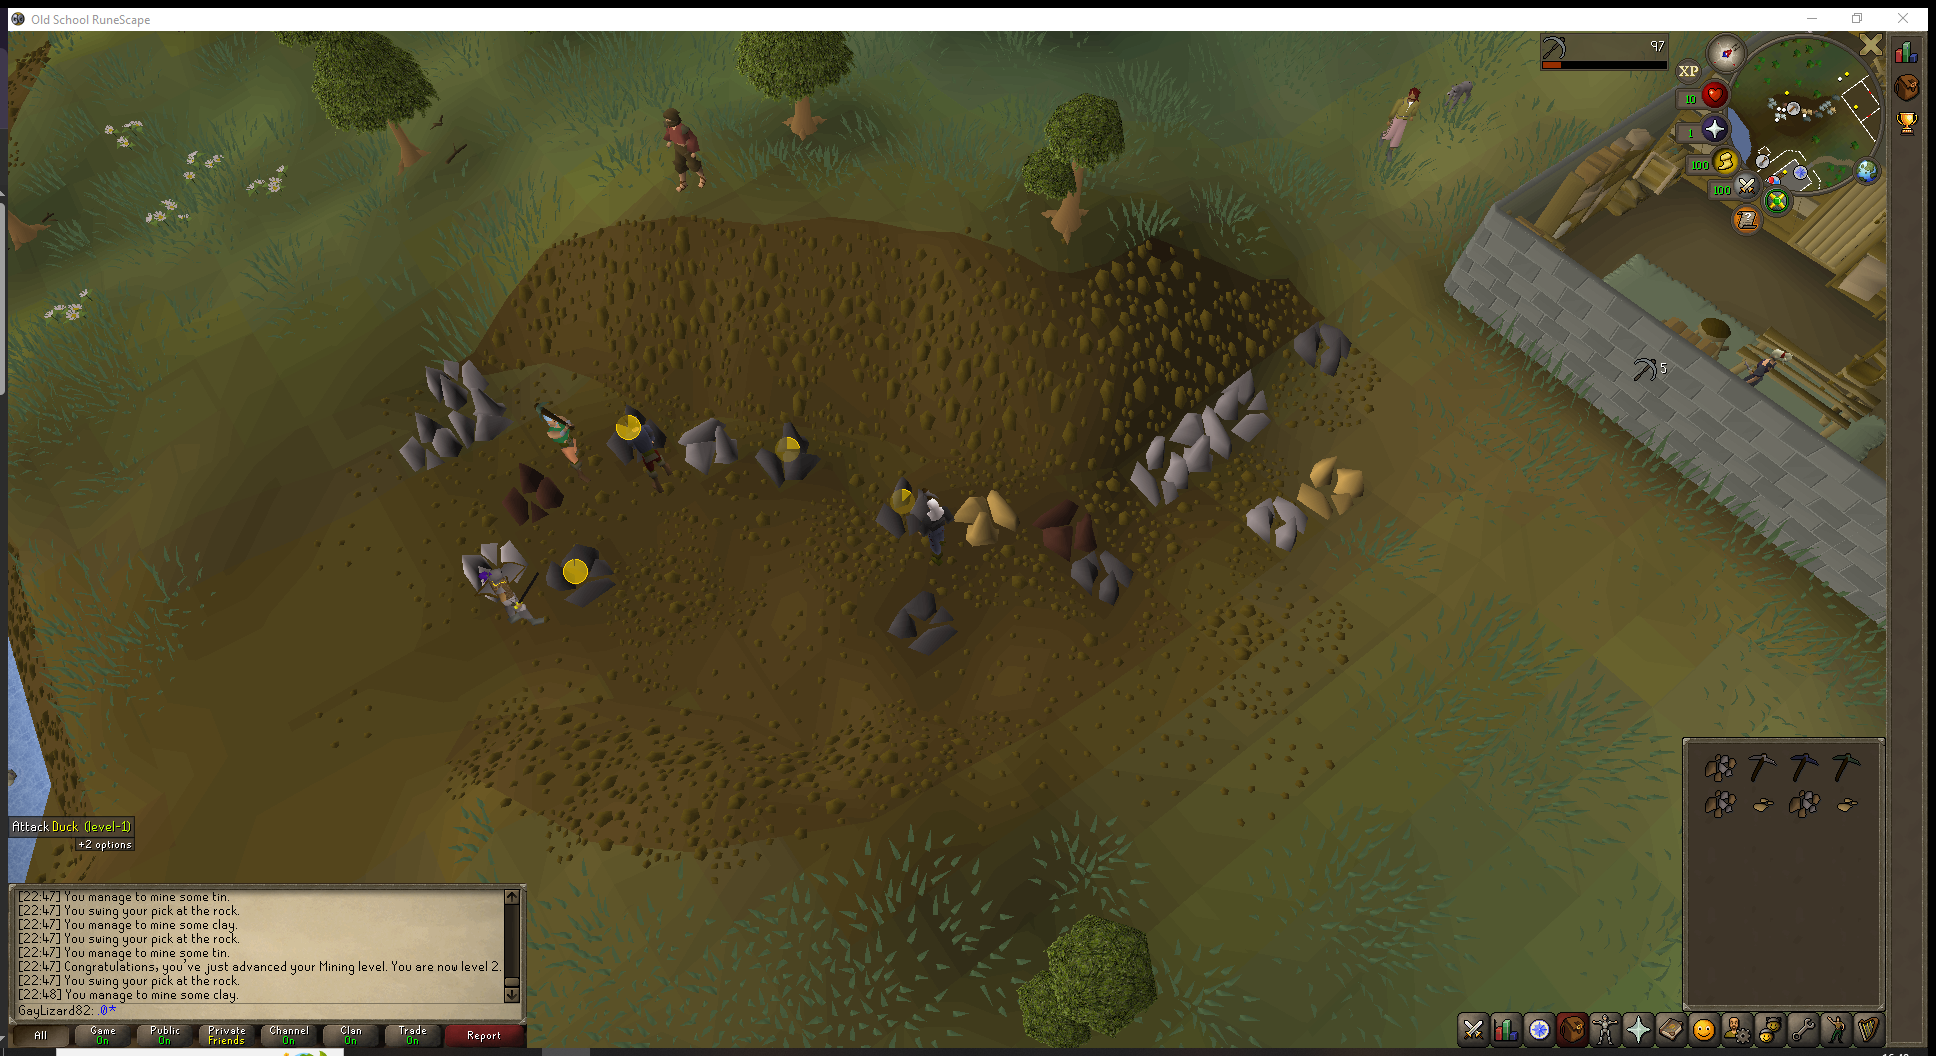 Old School RuneScape
97
XP
10
1
100
100
5
Attack Duck (level-1)
+2 options
[22:47] You manage to mine some tin.
[22:47] You swing your pick at the rock.
[22:47] You manage to mine some clay.
[22:47] You swing your pick at the rock.
[22:47] You manage to mine some tin.
[22:47] Congratulations, you've just advanced your Mining level. You are now level 2.
[22:47] You swing your pick at the rock.
[22:48] You manage to mine some clay.
GayLizard82: .0*
All
Game
On
Public
On
Private
Friends
Channel
On
Clan
On
Trade
On
Report